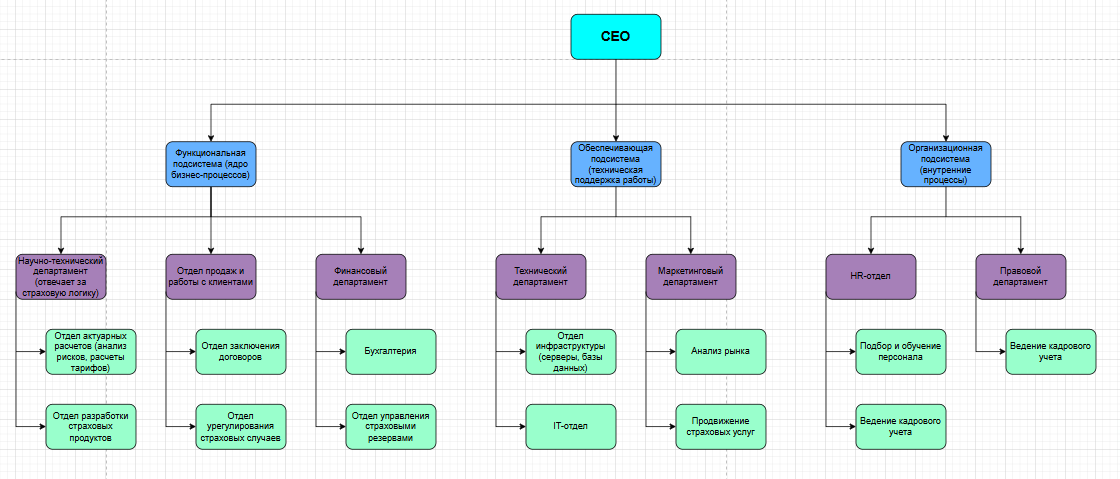 CEO
Функциональная
подсистема (ядро
бизнес-процессов)
Обеспечивающая
подсистема
(техническая
поддержка работы)
Организационная
подсистема
(внутренние
процессы)
Научно-технический
департамент
(отвечает за
страховую логику)
Отдел продаж и
работы с клиентами
Финансовый
департамент
Технический
департамент
Маркетинговый
департамент
HR-отдел
Правовой
департамент
Отдел актуарных
расчетов (анализ
рисков, расчеты
тарифов)
Отдел заключения
договоров
Бухгалтерия
Отдел
инфраструктуры
(серверы, базы
данных)
Анализ рынка
Подбор и обучение
персонала
Ведение кадрового
учета
Отдел разработки
страховых
продуктов
Отдел
урегулирования
страховых случаев
Отдел управления
страховыми
резервами
IT-отдел
Продвижение
страховых услуг
Ведение кадрового
учета